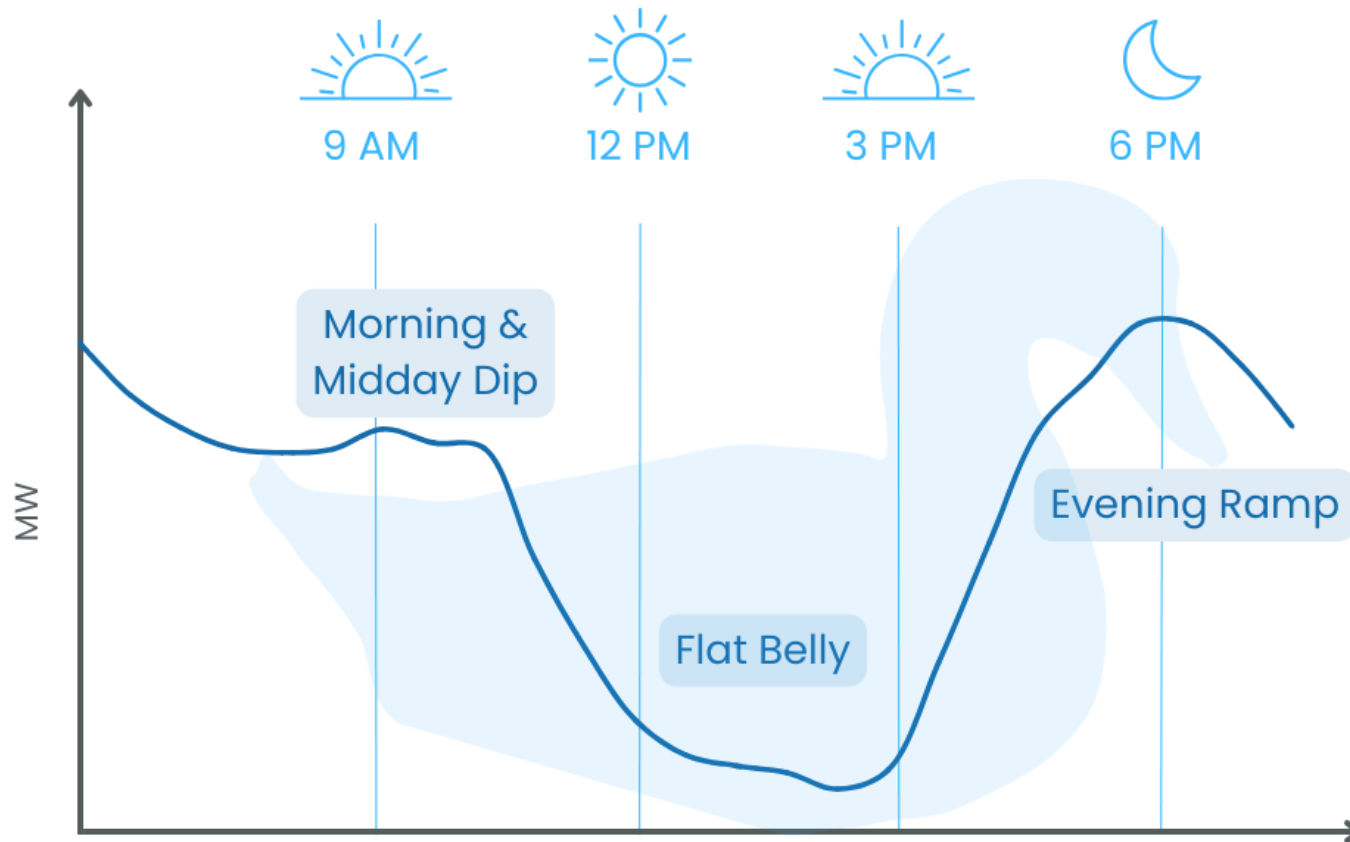 9 AM
12 PM
3 PM
6 PM
Morning &
Midday Dip
MW
Evening Ramp
Flat Belly